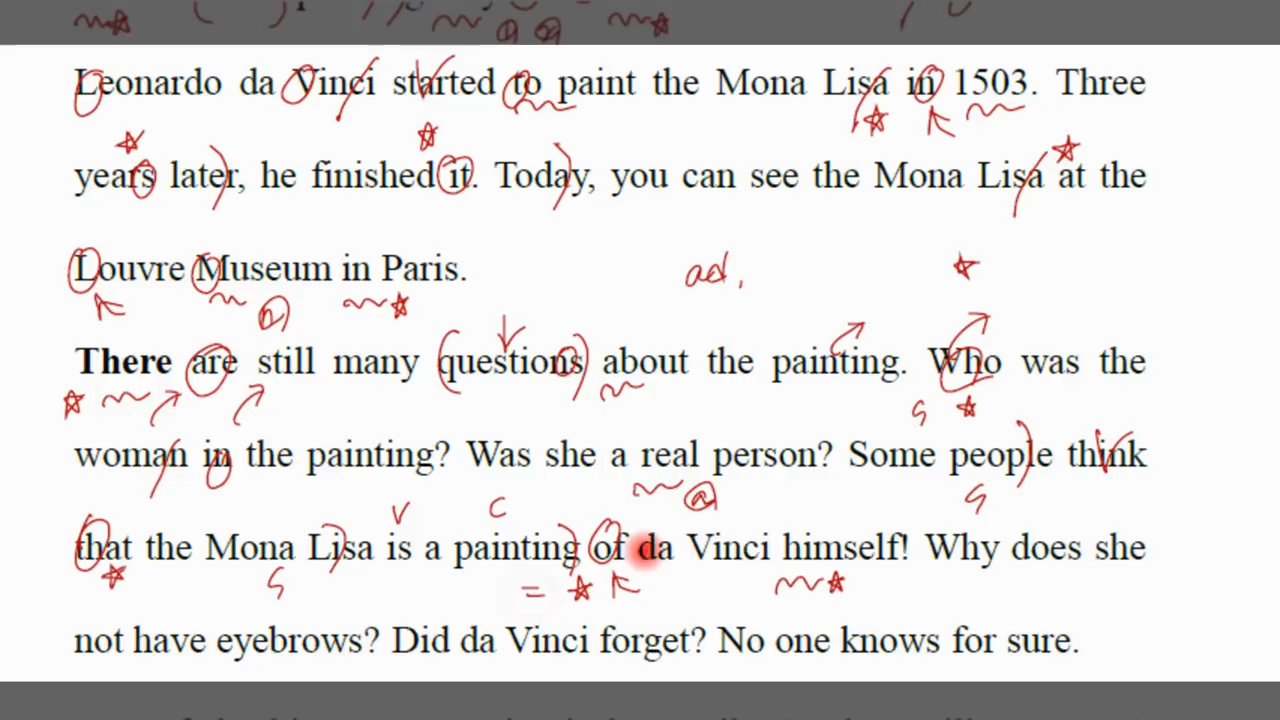 Leonardo da Vinci started to paint the Mona Lisa in 1503. Three
years later, he finished it. Today, you can see the Mona Lisa at the
Louvre Museum in Paris.
ad.
There are still many questions about the painting. Who was the
s
woman in the painting? Was she a real person? Some people think
a
s
v c
that the Mona Lisa is a painting of da Vinci himself! Why does she
s =
not have eyebrows? Did da Vinci forget? No one knows for sure.